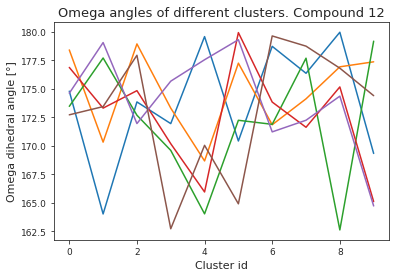 Omega angles of different clusters. Compound 12
180.0
177.5
175.0
172.5
170.0
167.5
165.0
162.5
Omega dihedral angle [°]
0 2 4 6 8
Cluster id